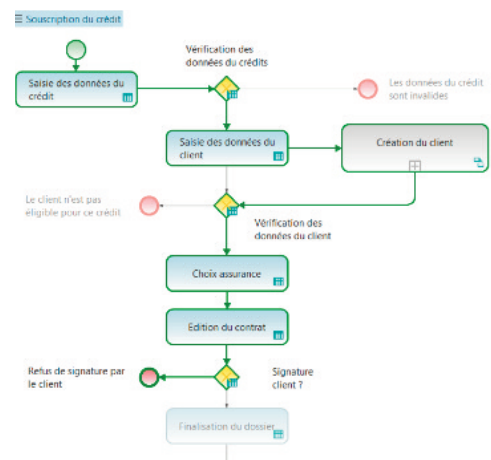 Souscription du crédit
Vérification des
données du crédits
Saisie des données du
crédit
Les données du crédit
sont invalides
Saisie des données du
client
Création du client
Le client n'est pas
éligible pour ce crédit
Vérification des
données du client
Choix assurance
Edition du contrat
Refus de signature par
le client
Signature
client ?
Finalisation du dossier